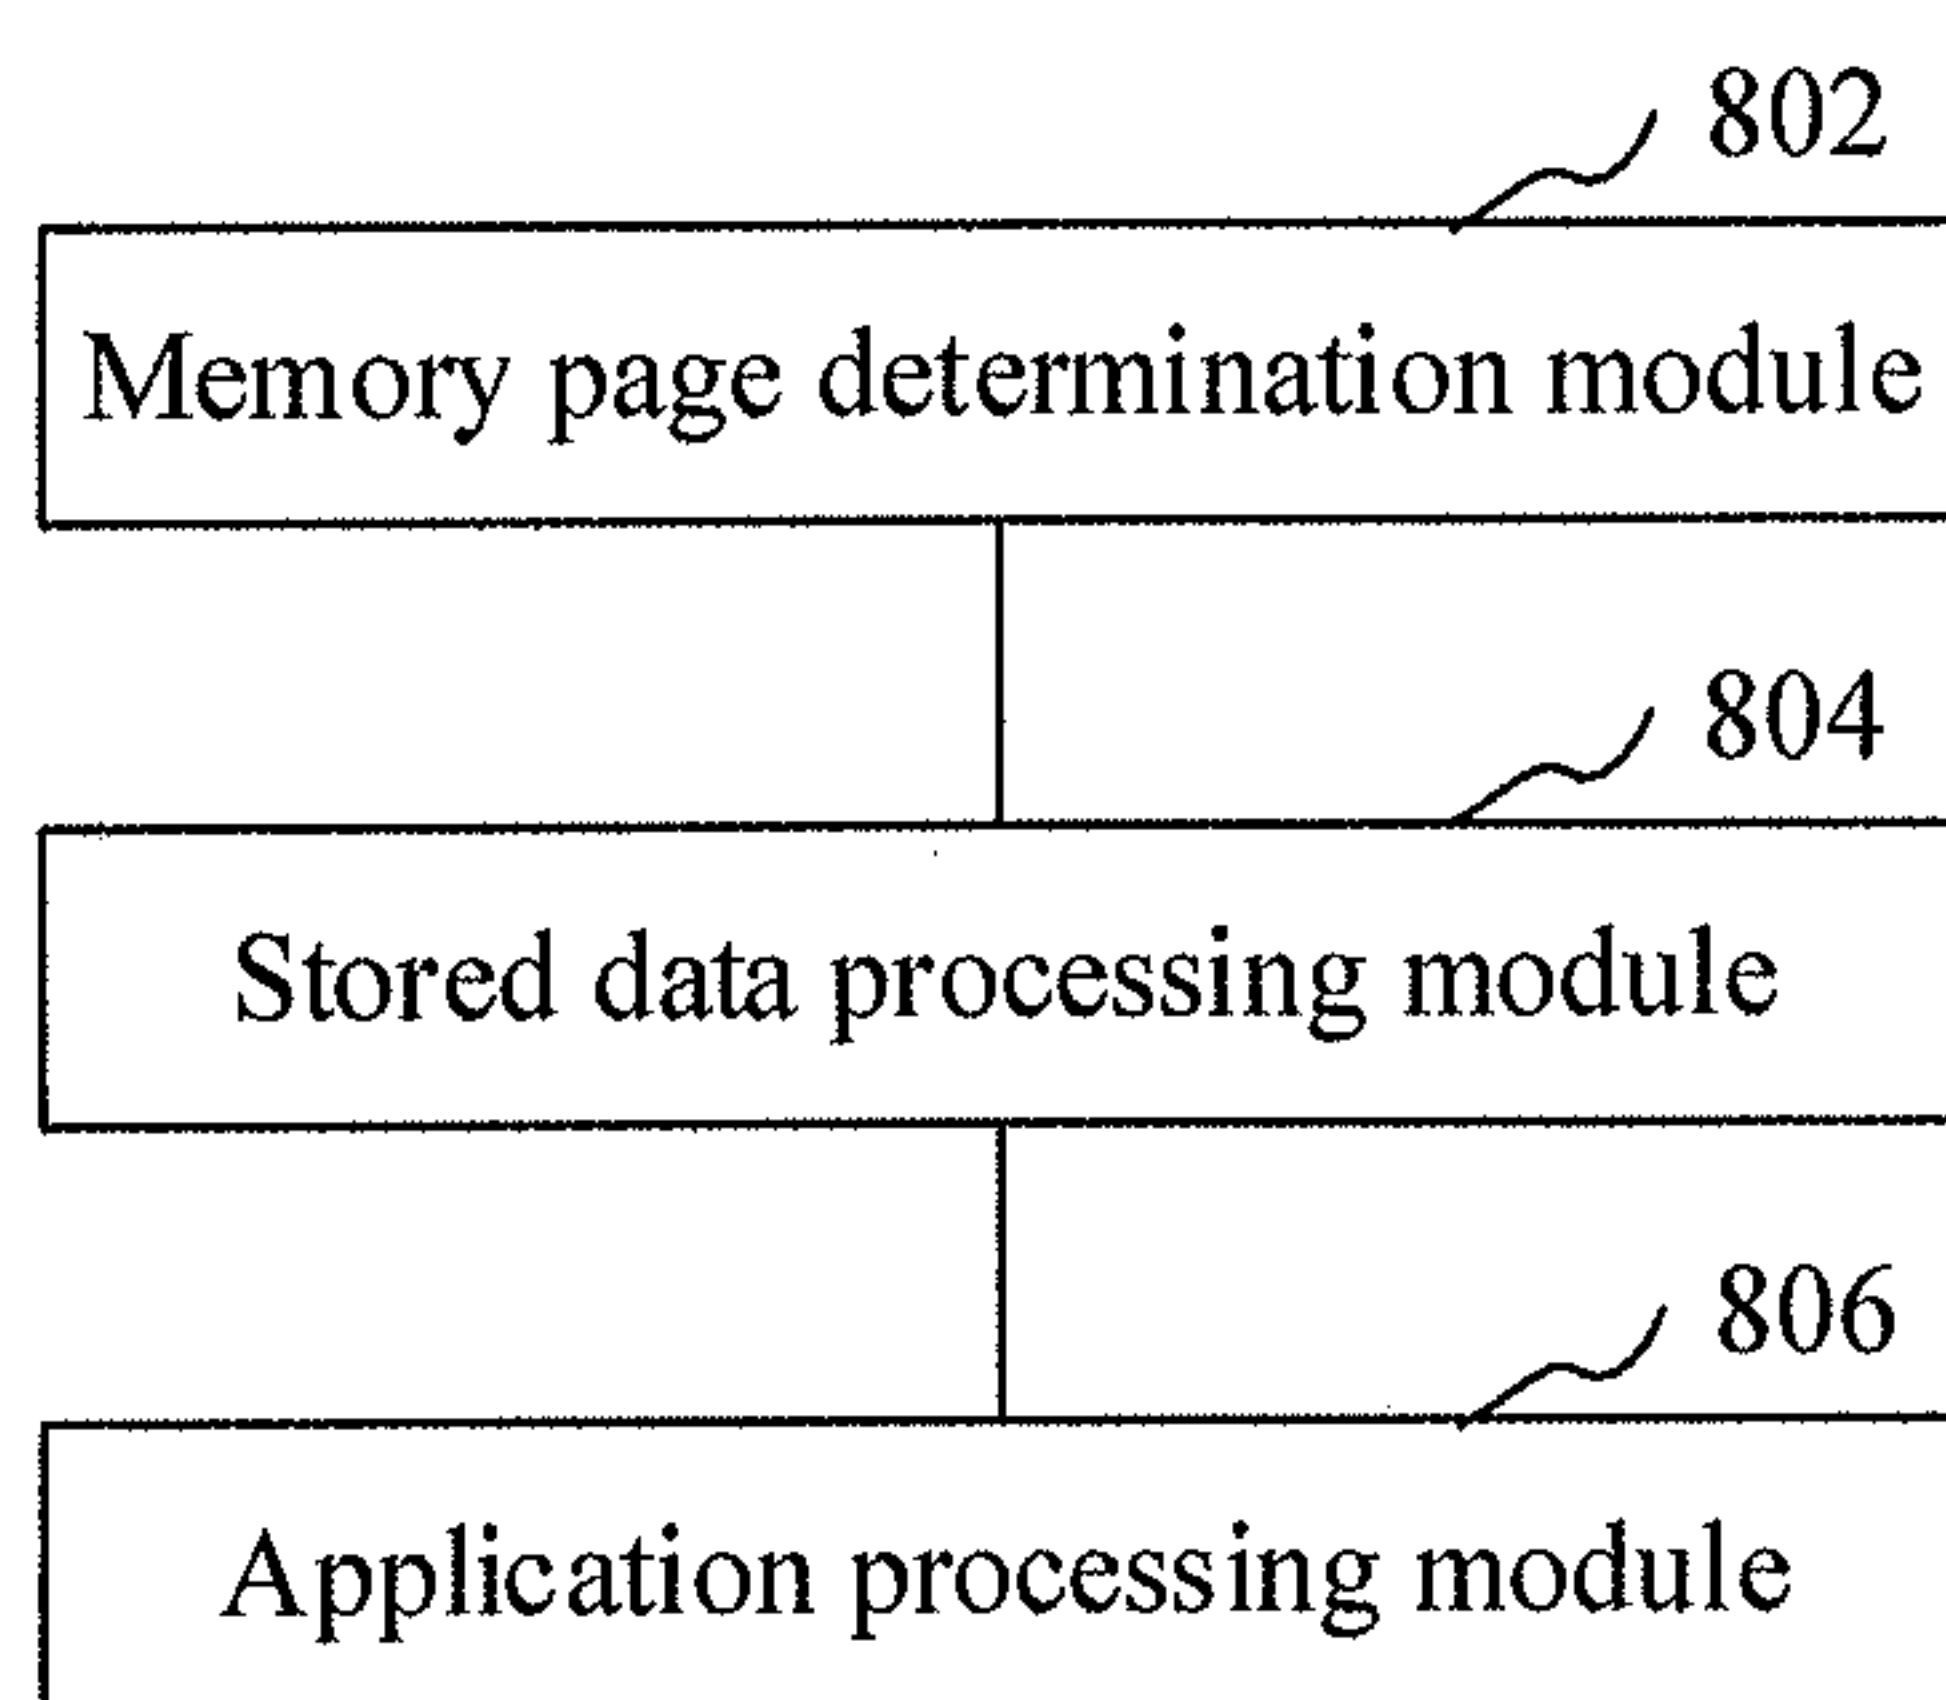 802
Memory page determination module
804
Stored data processing module
806
Application processing module